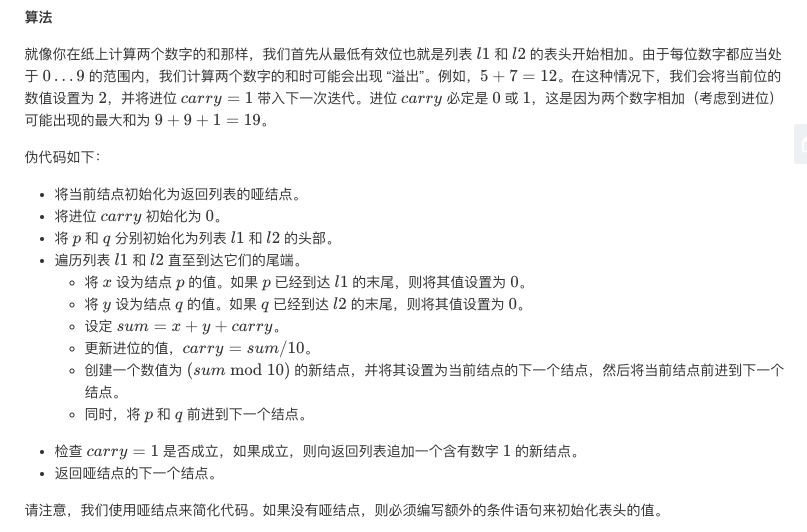 算法
就像你在纸上计算两个数字的和那样，我们首先从最低有效位也就是列表 l1 和 l2 的表头开始相加。由于每位数字都应当处
于 0…9 的范围内，我们计算两个数字的和时可能会出现 “溢出”。例如，5 + 7 = 12。在这种情况下，我们会将当前位的
数值设置为 2，并将进位 carry = 1 带入下一次迭代。进位 carry 必定是 0 或 1，这是因为两个数字相加（考虑到进位）
可能出现的最大和为 9 + 9 + 1 = 19。
伪代码如下：
• 将当前结点初始化为返回列表的哑结点。
• 将进位 carry 初始化为 0。
• 将 p 和 q 分别初始化为列表 l1 和 l2 的头部。
• 遍历列表 l1 和 l2 直至到达它们的尾端。
◦ 将 x 设为结点 p 的值。如果 p 已经到达 l1 的末尾，则将其值设置为 0。
◦ 将 y 设为结点 q 的值。如果 q 已经到达 l2 的末尾，则将其值设置为 0。
◦ 设定 sum = x + y + carry。
◦ 更新进位的值，carry = sum/10。
◦ 创建一个数值为 (sum mod 10) 的新结点，并将其设置为当前结点的下一个结点，然后将当前结点前进到下一个
结点。
◦ 同时，将 p 和 q 前进到下一个结点。
• 检查 carry = 1 是否成立，如果成立，则向返回列表追加一个含有数字 1 的新结点。
• 返回哑结点的下一个结点。
请注意，我们使用哑结点来简化代码。如果没有哑结点，则必须编写额外的条件语句来初始化表头的值。